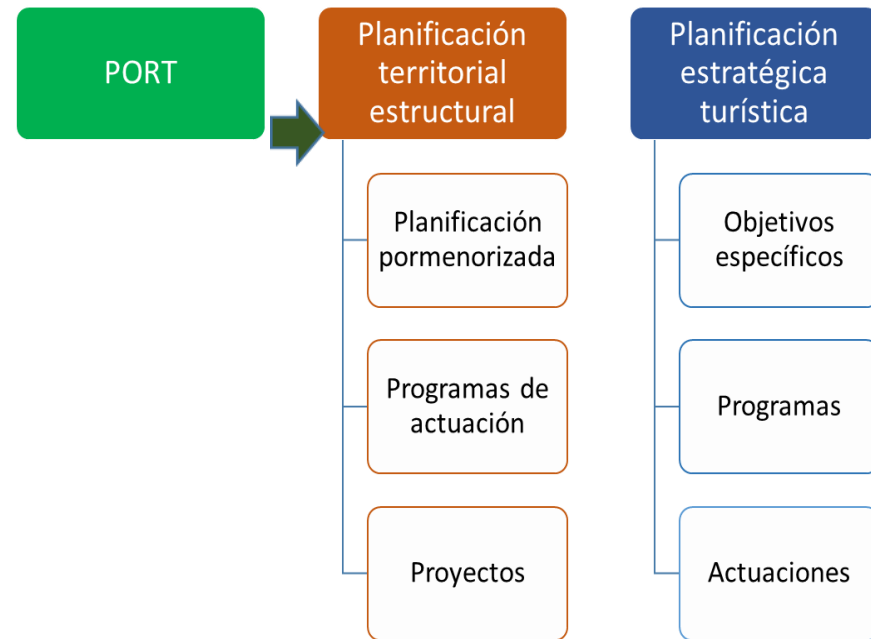 PORT
Planificación
territorial
estructural
Planificación
pormenorizada
Programas de
actuación
Proyectos
Planificación
estratégica
turística
Objetivos
específicos
Programas
Actuaciones